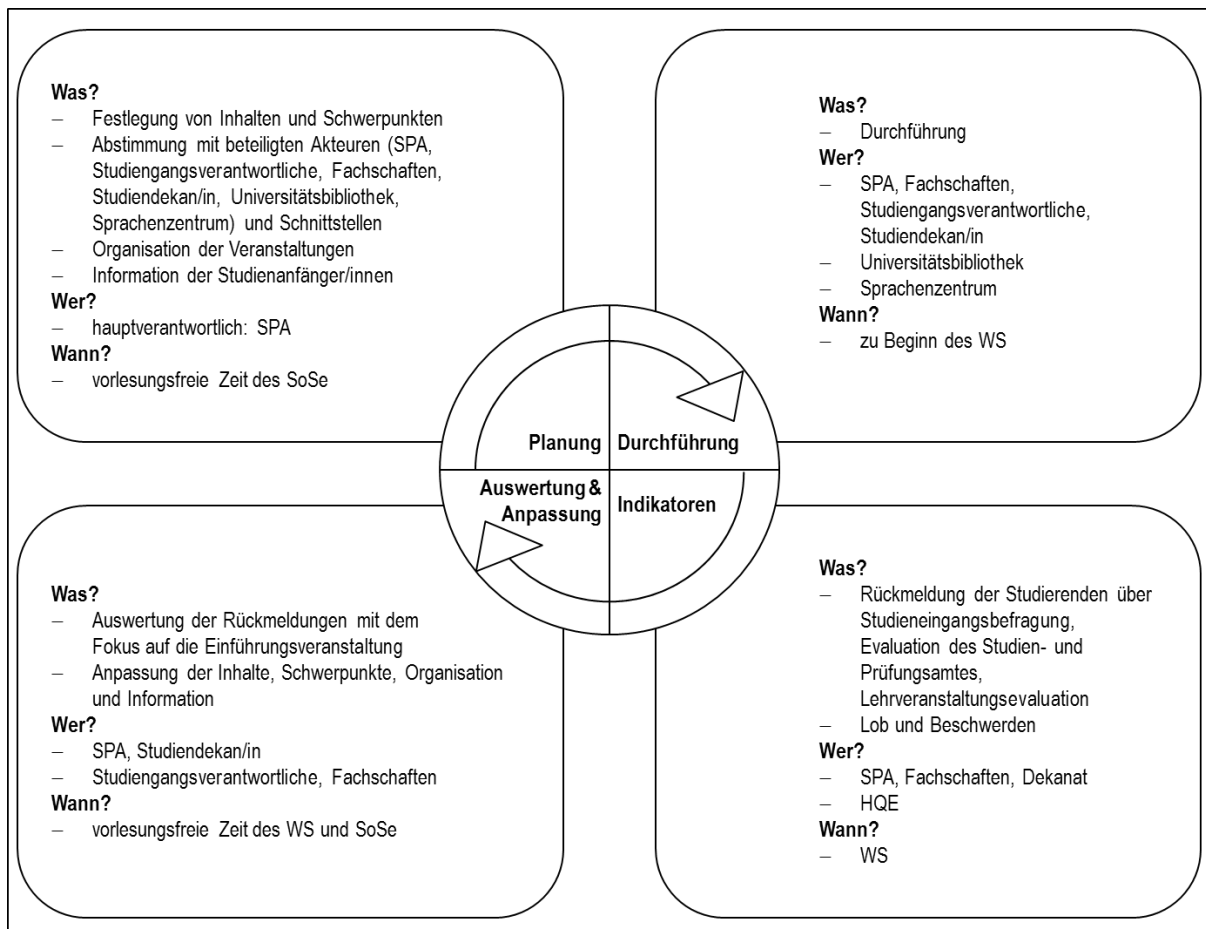 Was?
– Festlegung von Inhalten und Schwerpunkten
– Abstimmung mit beteiligten Akteuren (SPA,
Studiengangsverantwortliche, Fachschaften,
Studiendekan/in, Universitätsbibliothek,
Sprachenzentrum) und Schnittstellen
– Organisation der Veranstaltungen
– Information der Studienanfänger/innen
Wer?
– hauptverantwortlich: SPA
Wann?
– vorlesungsfreie Zeit des SoSe
Was?
– Durchführung
Wer?
– SPA, Fachschaften,
Studiengangsverantwortliche,
Studiendekan/in
– Universitätsbibliothek
– Sprachenzentrum
Wann?
– zu Beginn des WS
Planung
Durchführung
Auswertung &
Anpassung
Indikatoren
Was?
– Auswertung der Rückmeldungen mit dem
Fokus auf die Einführungsveranstaltung
– Anpassung der Inhalte, Schwerpunkte, Organisation
und Information
Wer?
– SPA, Studiendekan/in
– Studiengangsverantwortliche, Fachschaften
Wann?
– vorlesungsfreie Zeit des WS und SoSe
Was?
– Rückmeldung der Studierenden über
Studieneingangsbefragung,
Evaluation des Studien- und
Prüfungsamtes,
Lehrveranstaltungsevaluation
– Lob und Beschwerden
Wer?
– SPA, Fachschaften, Dekanat
– HQE
Wann?
– WS